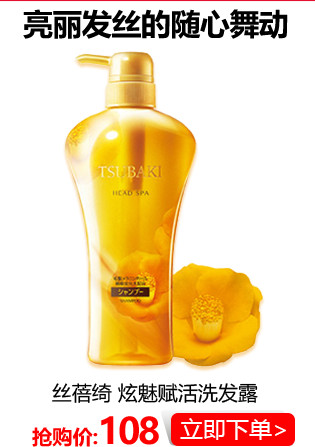 亮丽发丝的随心舞动
TSUBAKI
HEAD SPA
シャンプー
丝蓓绮 炫魅赋活洗发露
抢购价:108 立即下单>